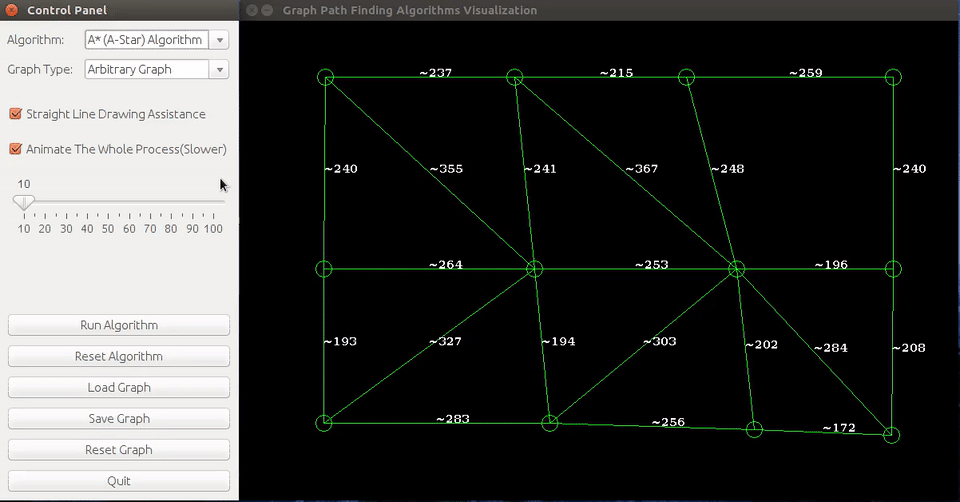 Control Panel
Graph Path Finding Algorithms Visualization
Algorithm: A* (A-Star) Algorithm
Graph Type: Arbitrary Graph
Straight Line Drawing Assistance
Animate The Whole Process(Slower)
10
10 20 30 40 50 60 70 80 90 100
Run Algorithm
Reset Algorithm
Load Graph
Save Graph
Reset Graph
Quit
~237 ~215 ~259
~240 ~355 ~241 ~367 ~248 ~240
~264 ~253 ~196
~193 ~327 ~194 ~303 ~202 ~284 ~208
~283 ~256 ~172